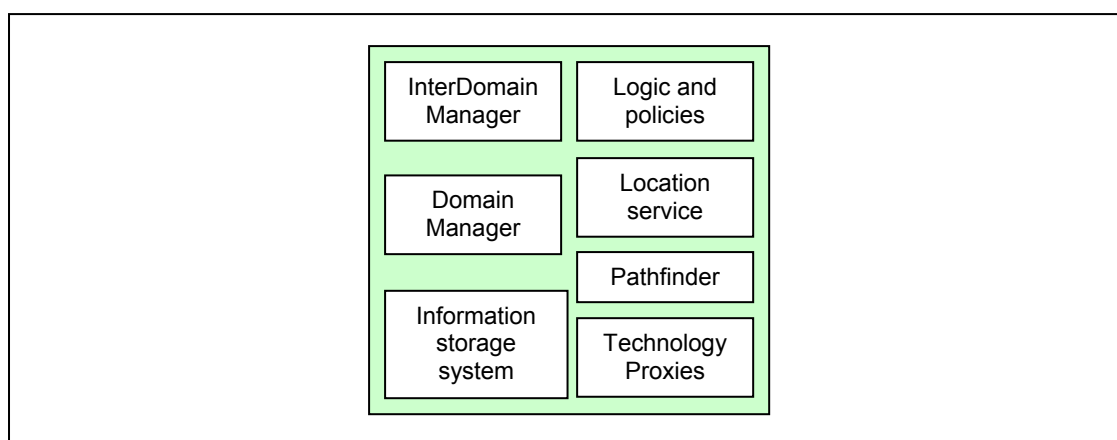 InterDomain
Manager
Logic and
policies
Domain
Manager
Location
service
Pathfinder
Information
storage
system
Technology
Proxies